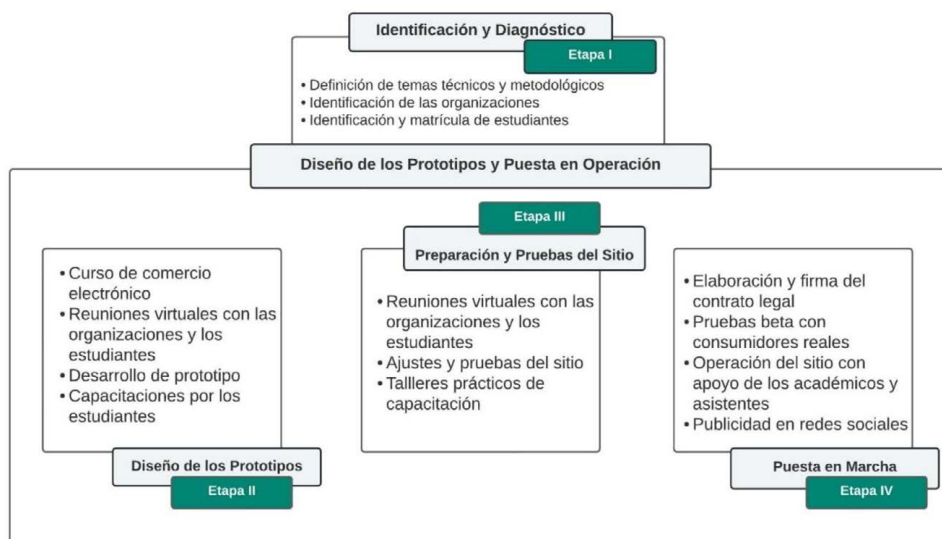 Identificación y Diagnóstico
Etapa I
• Definición de temas técnicos y metodológicos
• Identificación de las organizaciones
• Identificación y matrícula de estudiantes
Diseño de los Prototipos y Puesta en Operación
• Curso de comercio
electrónico
• Reuniones virtuales con las
organizaciones y los
estudiantes
• Desarrollo de prototipo
• Capacitaciones por los
estudiantes
Diseño de los Prototipos
Etapa II
Etapa III
Preparación y Pruebas del Sitio
• Reuniones virtuales con las
organizaciones y los
estudiantes
• Ajustes y pruebas del sitio
• Tallleres prácticos de
capacitación
• Elaboración y firma del
contrato legal
• Pruebas beta con
consumidores reales
• Operación del sitio con
apoyo de los académicos y
asistentes
• Publicidad en redes sociales
Puesta en Marcha
Etapa IV